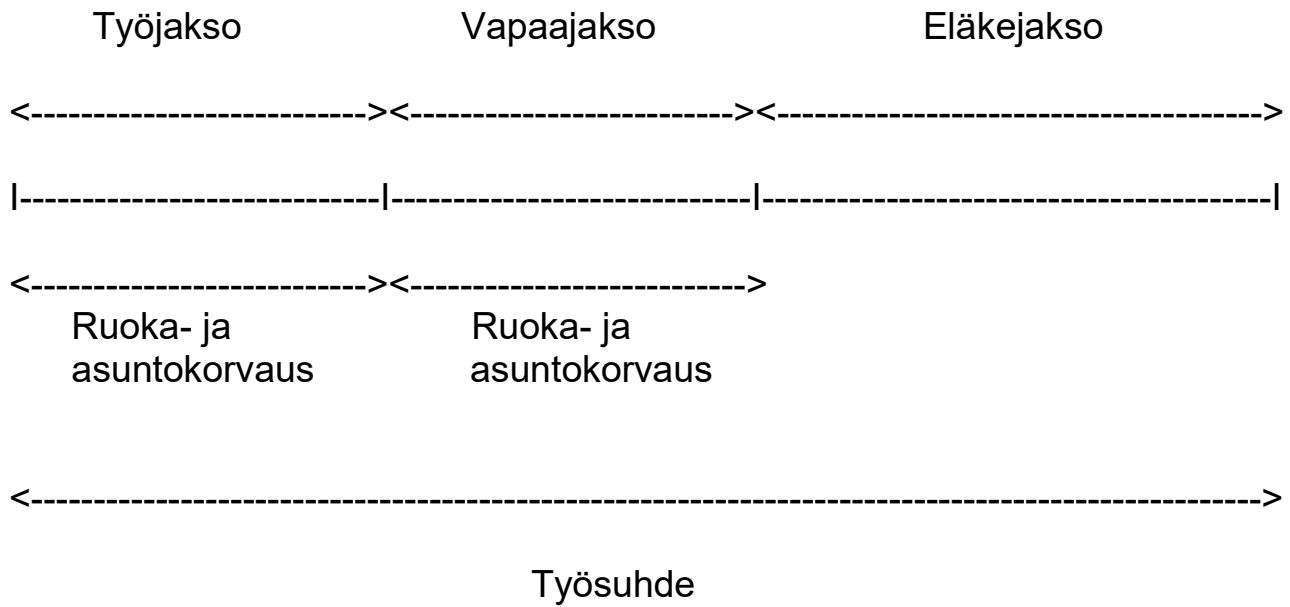 Työjakso Vapaajakso Eläkejakso
<---------------------------><---------------------------><--------------------------------------->
|-----------------------------|-----------------------------|-----------------------------------------|
<---------------------------><--------------------------->
Ruoka- ja Ruoka- ja
asuntokorvaus asuntokorvaus
<--------------------------------------------------------------------------------------------------->
Työsuhde